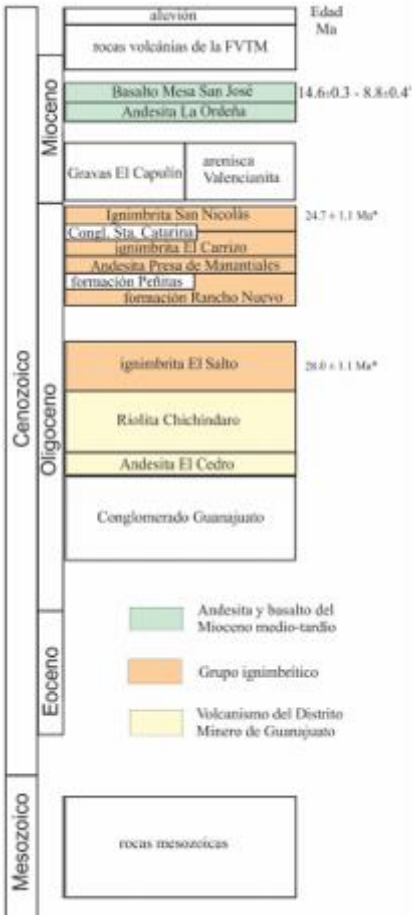 aluvión
Edad
Ma
rocas volcánias de la FVTM
Basalto Mesa San José
14.6±0.3 - 8.8±0.4
Andesita La Ordeña
Gravas El Capulín
arenisca
Valencianita
Ignimbrita San Nicolás
24.7 ± 1.1 Ma*
Congl. Sta. Catarina
ignimbrita El Carrizo
Andesita Presa de Manantiales
formación Peñitas
formación Rancho Nuevo
ignimbrita El Salto
28.0 ± 1.1 Ma*
Riolita Chichindaro
Andesita El Cedro
Conglomerado Guanajuato
Andesita y basalto del
Mioceno medio-tardío
Grupo ignimbrítico
Volcanismo del Distrito
Minero de Guanajuato
rocas mesozoicas
Cenozoico
Mesozoico
Mioceno
Oligoceno
Eoceno